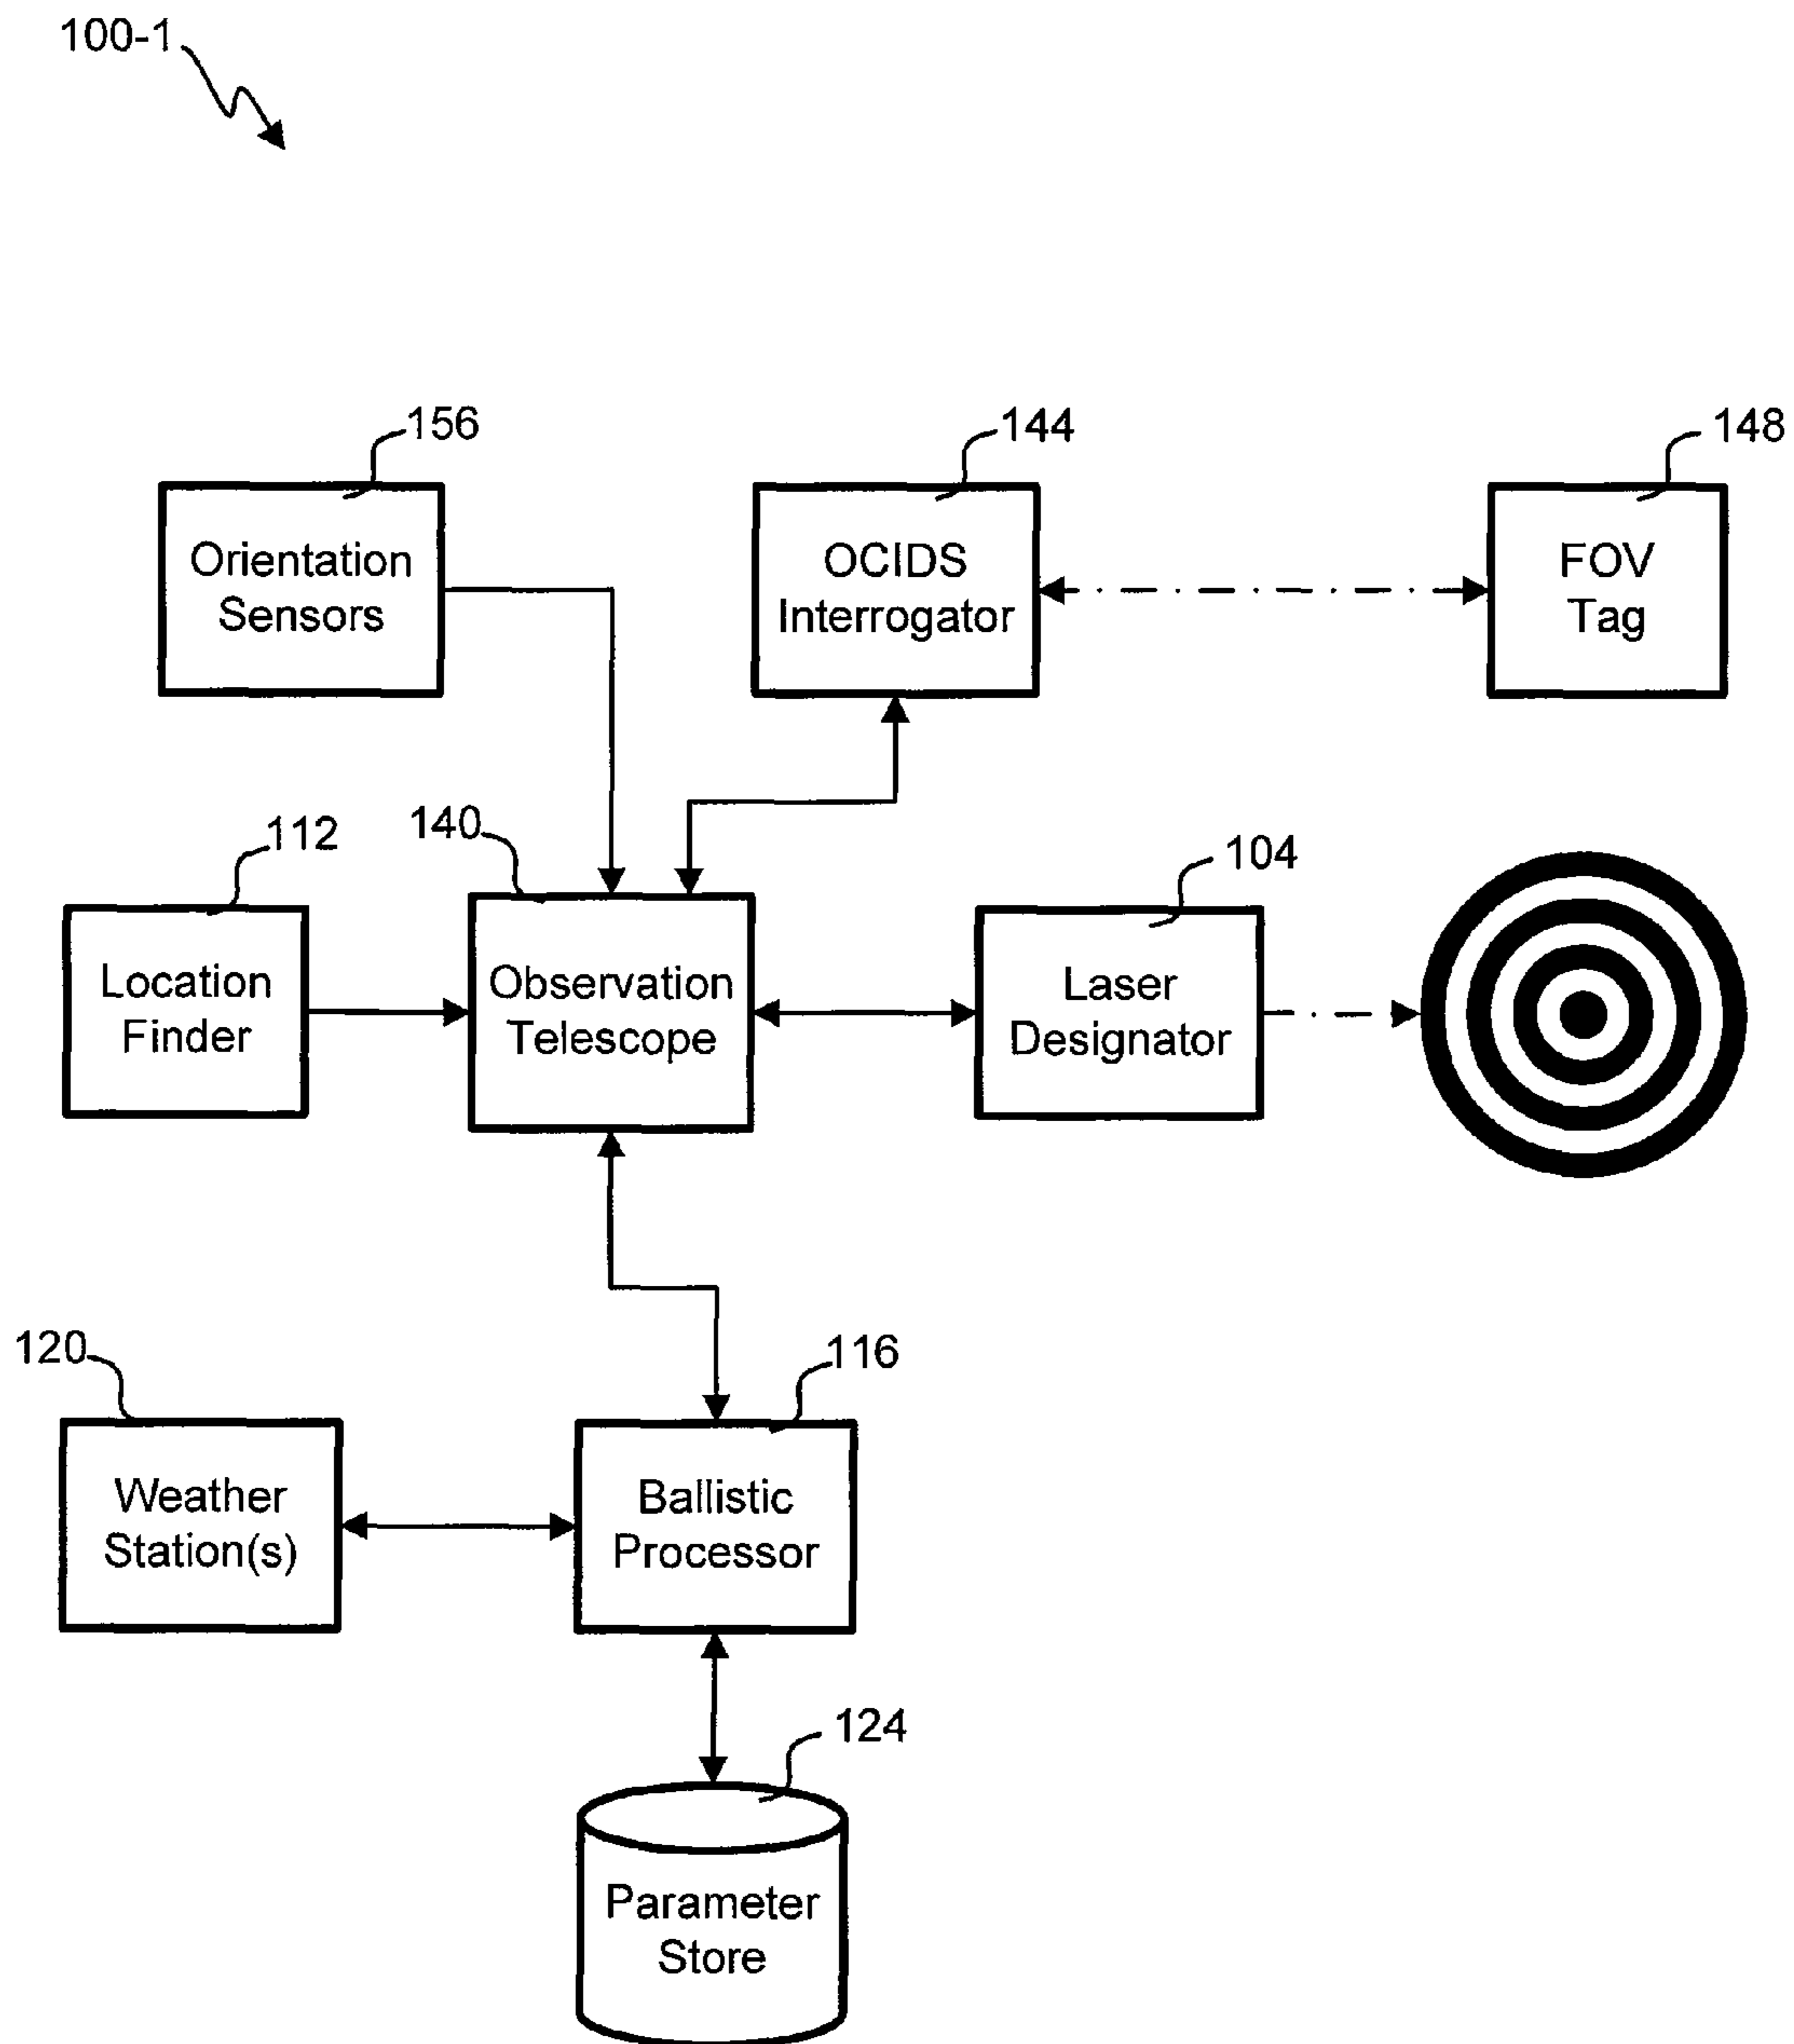 100-1
156
144
148
Orientation
Sensors
OCIDS
Interrogator
FOV
Tag
112
140
104
Location
Finder
Observation
Telescope
Laser
Designator
120
116
Weather
Station(s)
Ballistic
Processor
124
Parameter
Store